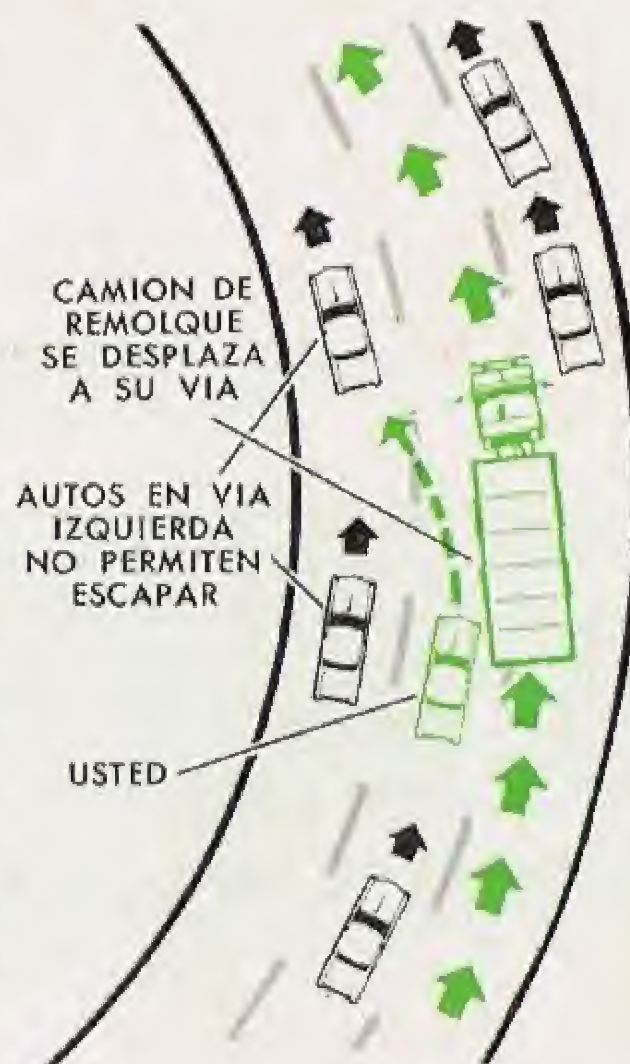 CAMION DE
REMOLQUE
SE DESPLAZA
A SU VIA
AUTOS EN VIA
IZQUIERDA
NO PERMITEN
ESCAPAR
USTED